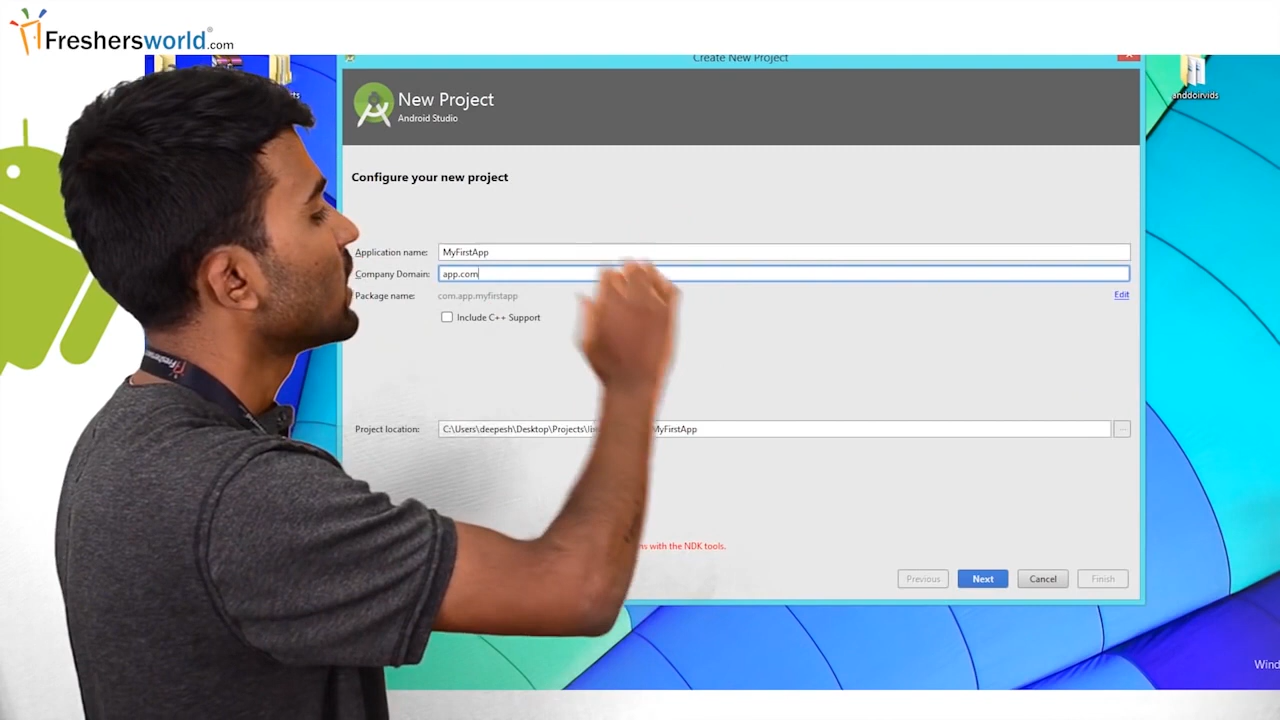 Freshersworld.com
Create New Project
anddoirvids
New Project
Android Studio
Configure your new project
Application name: MyFirstApp
Company Domain: app.com
Package name: com.app.myfirstapp
Edit
Include C++ Support
Project location: C:\Users\deepesh\Desktop\Projects\ MyFirstApp
with the NDK tools.
Previous Next Cancel Finish